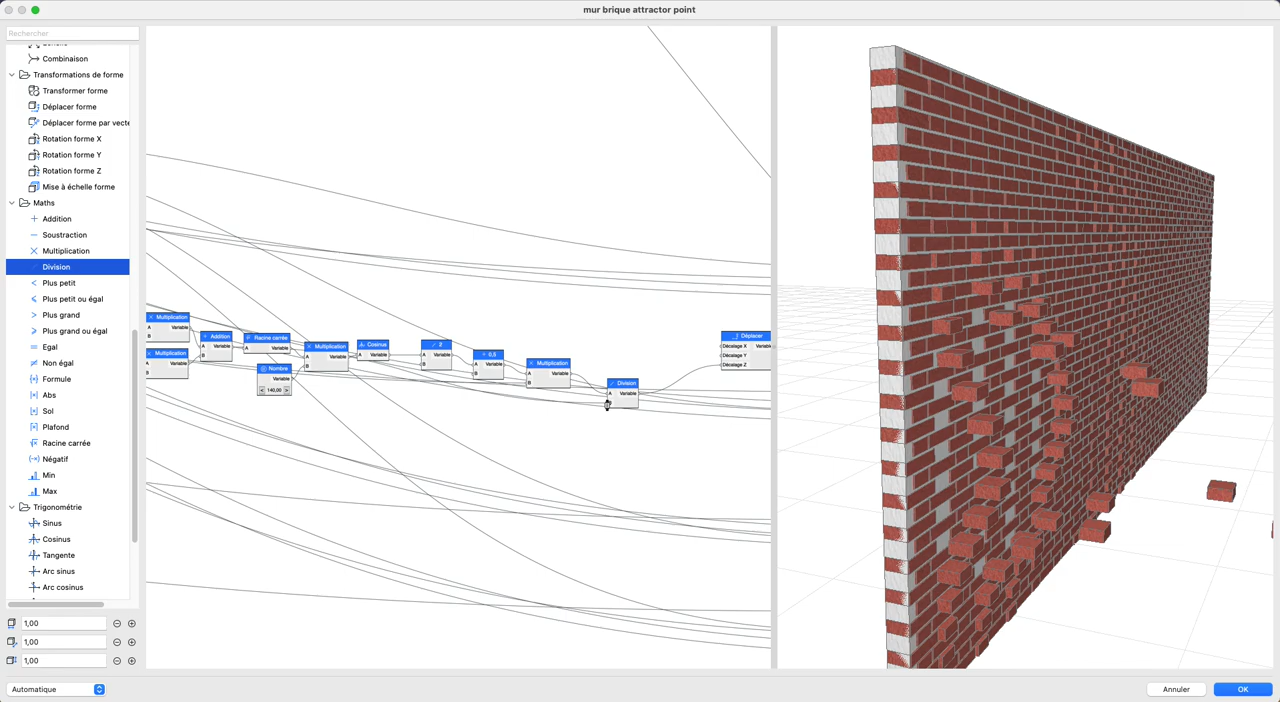 mur brique attractor point
Rechercher
Combinaison
Transformations de forme
Transformer forme
Déplacer forme
Déplacer forme par vecte
Rotation forme X
Rotation forme Y
Rotation forme Z
Mise à échelle forme
Maths
Addition
Soustraction
Multiplication
Division
Plus petit
Plus petit ou égal
Plus grand
Plus grand ou égal
Egal
Non égal
Formule
Abs
Sol
Plafond
Racine carrée
Négatif
Min
Max
Trigonométrie
Sinus
Cosinus
Tangente
Arc sinus
Arc cosinus
1,00
1,00
1,00
Automatique
Multiplication
A Variable
B
Multiplication
A Variable
B
Addition
A Variable
B
Racine carrée
A Variable
Nombre
Variable
140,00
Multiplication
A Variable
B
Cosinus
A Variable
/ 2
A Variable
B
+ 0,5
A Variable
B
Multiplication
A Variable
B
Division
A Variable
Déplacer
Décalage X Variable
Décalage Y
Décalage Z
Annuler
OK